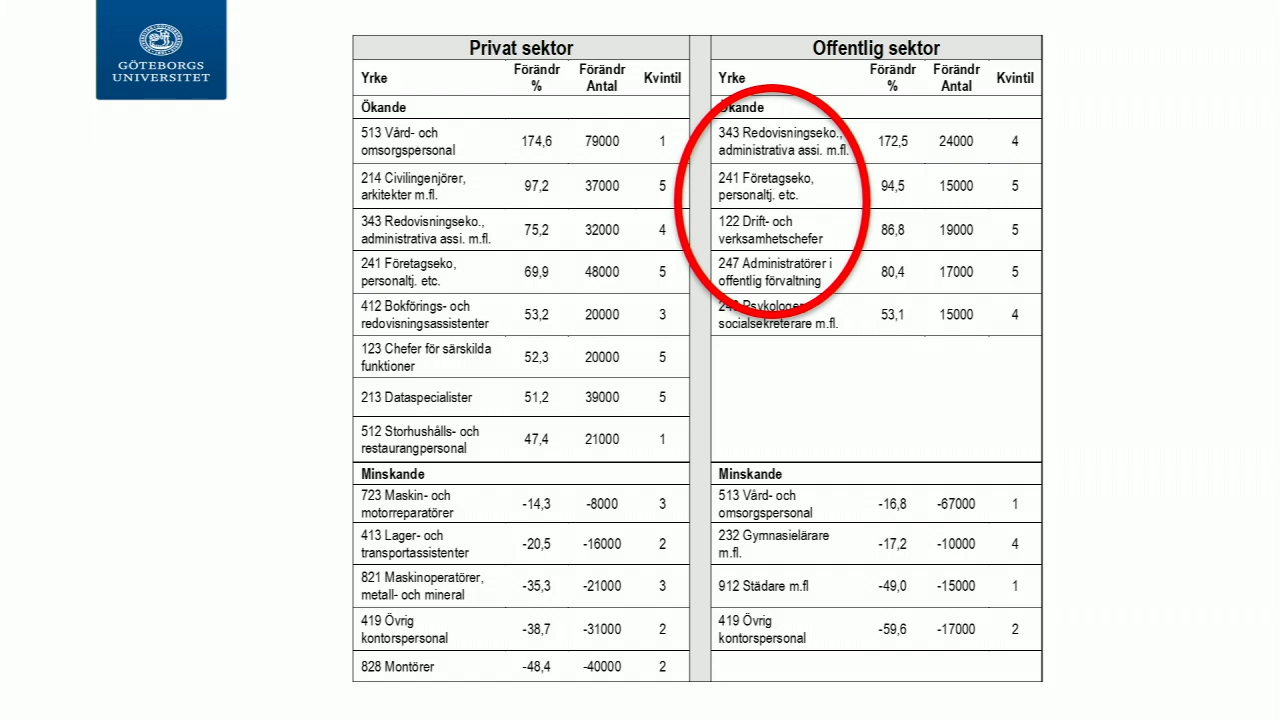 GÖTEBORGS
UNIVERSITET
Privat sektor
Yrke Förändr % Förändr Antal Kvintil
Ökande
513 Vård- och
omsorgspersonal 174,6 79000 1
214 Civilingenjörer,
arkitekter m.fl. 97,2 37000 5
343 Redovisningseko.,
administrativa assi. m.fl. 75,2 32000 4
241 Företagseko,
personaltj. etc. 69,9 48000 5
412 Bokförings- och
redovisningsassistenter 53,2 20000 3
123 Chefer för särskilda
funktioner 52,3 20000 5
213 Dataspecialister 51,2 39000 5
512 Storhushålls- och
restaurangpersonal 47,4 21000 1
Minskande
723 Maskin- och
motorreparatörer -14,3 -8000 3
413 Lager- och
transportassistenter -20,5 -16000 2
821 Maskinoperatörer,
metall- och mineral -35,3 -21000 3
419 Övrig
kontorspersonal -38,7 -31000 2
828 Montörer -48,4 -40000 2
Offentlig sektor
Yrke Förändr % Förändr Antal Kvintil
Ökande
343 Redovisningseko.,
administrativa assi. m.fl. 172,5 24000 4
241 Företagseko,
personaltj. etc. 94,5 15000 5
122 Drift- och
verksamhetschefer 86,8 19000 5
247 Administratörer i
offentlig förvaltning 80,4 17000 5
Psykologer
socialsekreterare m.fl. 53,1 15000 4
Minskande
513 Vård- och
omsorgspersonal -16,8 -67000 1
232 Gymnasielärare
m.fl. -17,2 -10000 4
912 Städare m.fl -49,0 -15000 1
419 Övrig
kontorspersonal -59,6 -17000 2